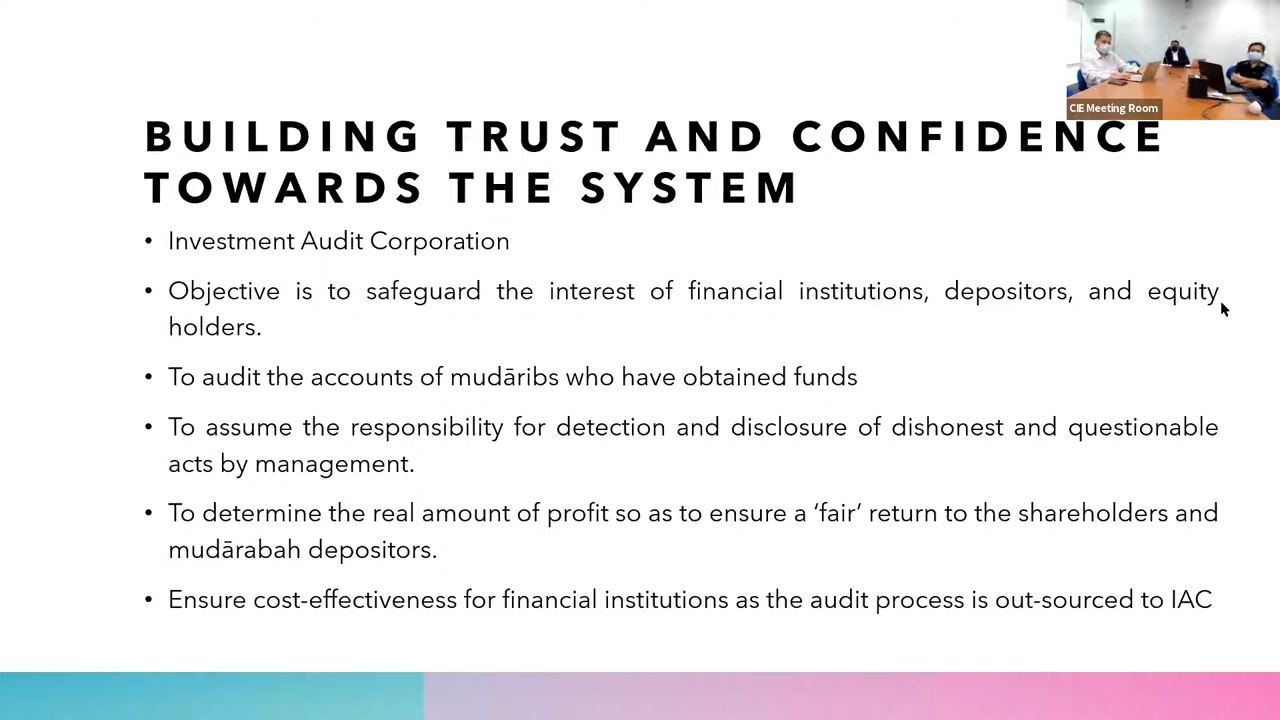 CIE Meeting Room
BUILDING TRUST AND CONFIDENCE
TOWARDS THE SYSTEM
• Investment Audit Corporation
• Objective is to safeguard the interest of financial institutions, depositors, and equity
holders.
• To audit the accounts of mudāribs who have obtained funds
• To assume the responsibility for detection and disclosure of dishonest and questionable
acts by management.
• To determine the real amount of profit so as to ensure a ‘fair’ return to the shareholders and
mudārabah depositors.
• Ensure cost-effectiveness for financial institutions as the audit process is out-sourced to IAC